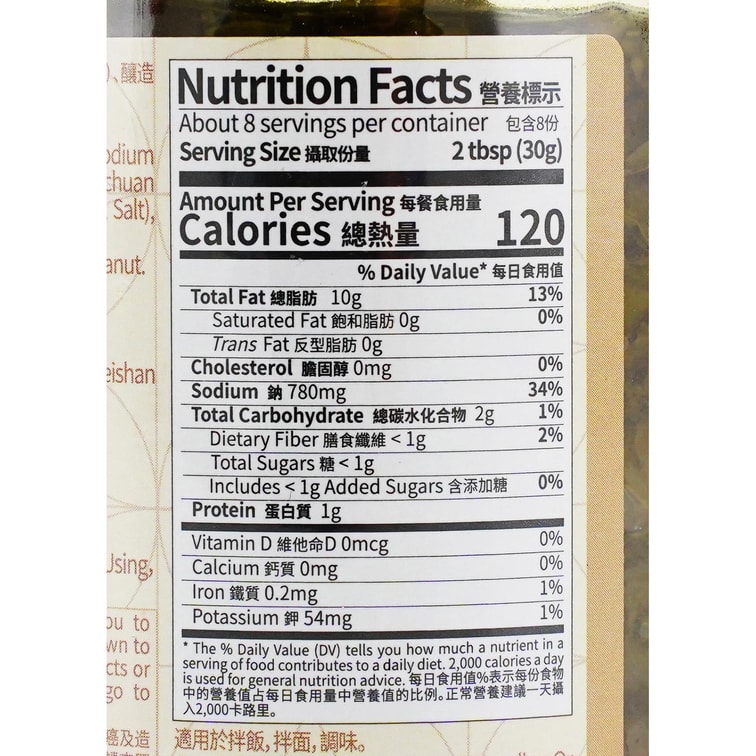 )、釀造
odium
chuan
Salt),
anut.
eishan
Using,
ou to
wn to
cts or
go to
癌及造
Nutrition Facts 營養標示
About 8 servings per container 包含8份
Serving Size 攝取份量 2 tbsp (30g)
Amount Per Serving 每餐食用量
Calories 總熱量 120
% Daily Value* 每日食用值
Total Fat 總脂肪 10g 13%
Saturated Fat 飽和脂肪 0g 0%
Trans Fat 反型脂肪 0g
Cholesterol 膽固醇 0mg 0%
Sodium 鈉 780mg 34%
Total Carbohydrate 總碳水化合物 2g 1%
Dietary Fiber 膳食纖維 < 1g 2%
Total Sugars 糖 < 1g
Includes < 1g Added Sugars 含添加糖 0%
Protein 蛋白質 1g
Vitamin D 維他命D 0mcg 0%
Calcium 鈣質 0mg 0%
Iron 鐵質 0.2mg 1%
Potassium 鉀 54mg 1%
* The % Daily Value (DV) tells you how much a nutrient in a
serving of food contributes to a daily diet. 2,000 calories a day
is used for general nutrition advice. 每日食用值%表示每份食物
中的營養值占每日食用量中營養值的比例。正常營養建議一天攝
入2,000卡路里。
適用於拌飯, 拌面, 調味。